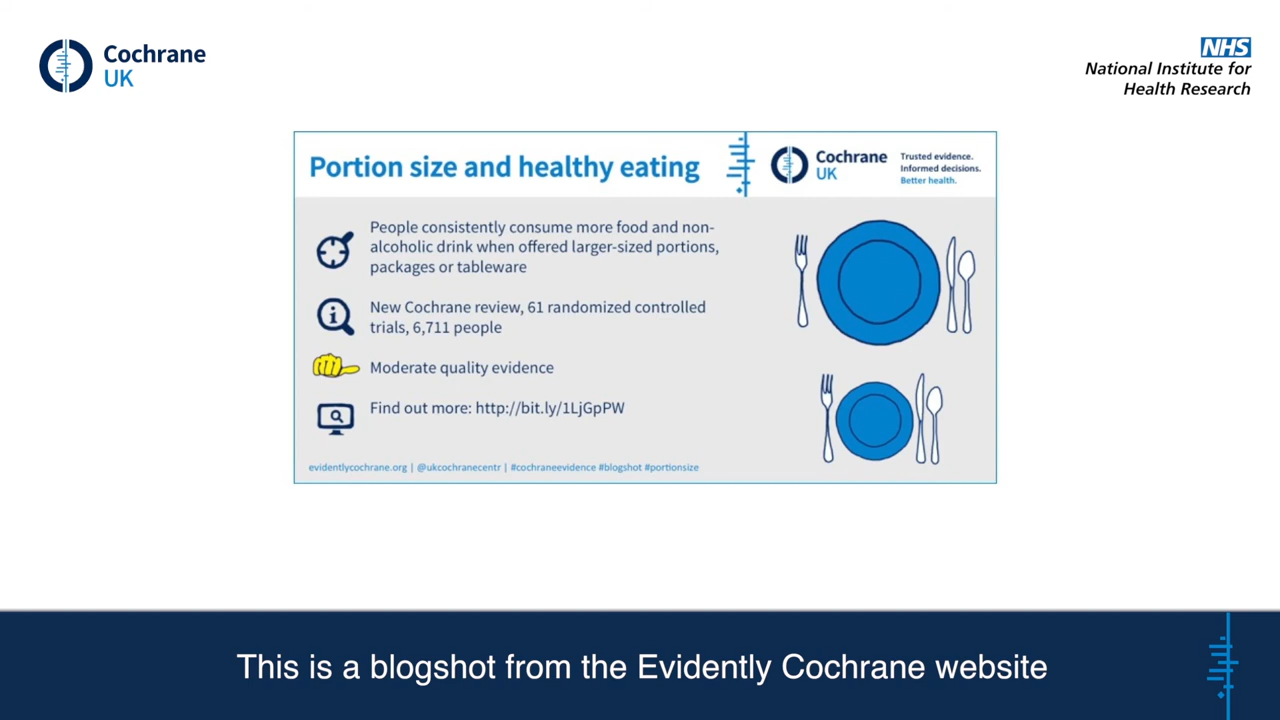 Cochrane
UK
NHS
National Institute for
Health Research
Portion size and healthy eating
Cochrane
UK
Trusted evidence.
Informed decisions.
Better health.
People consistently consume more food and non-
alcoholic drink when offered larger-sized portions,
packages or tableware
New Cochrane review, 61 randomized controlled
trials, 6,711 people
Moderate quality evidence
Find out more: http://bit.ly/1LjGpPW
evidentlycochrane.org | @ukcochranecentr | #cochraneevidence #blogshot #portionsize
This is a blogshot from the Evidently Cochrane website